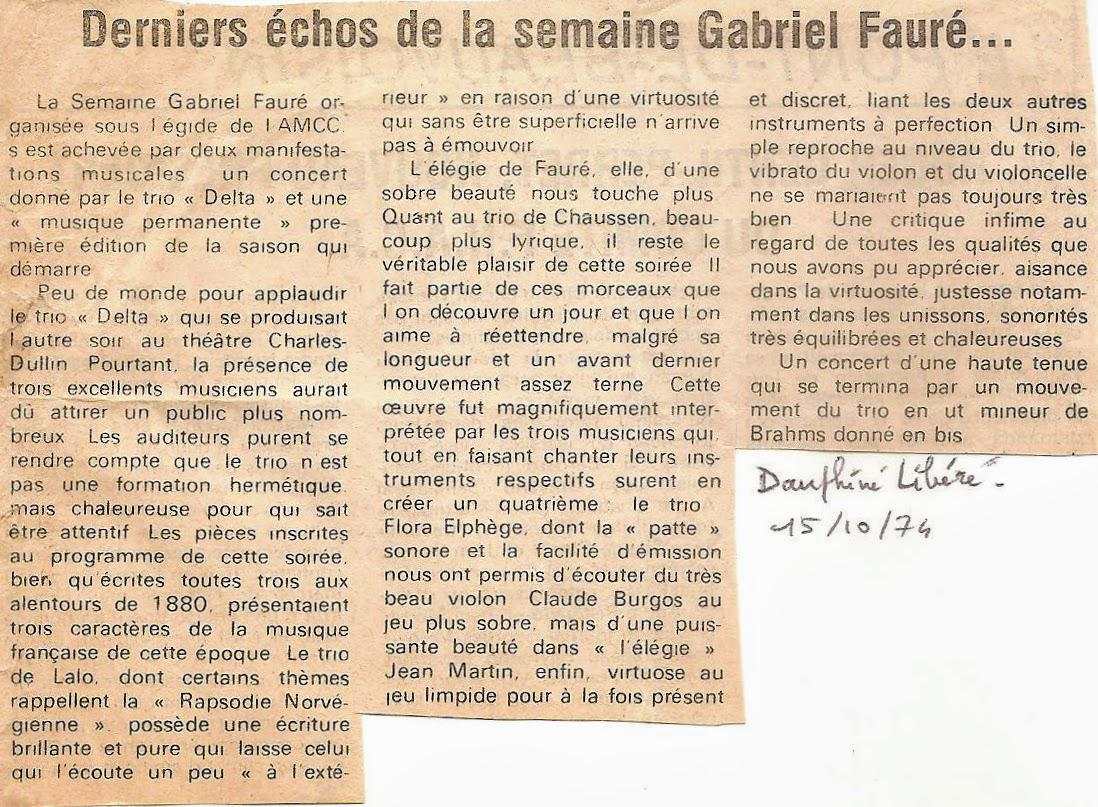 Derniers échos de la semaine Gabriel Fauré...
La Semaine Gabriel Fauré or-
ganisée sous l égide de l AMCC.
s est achevée par deux manifesta-
tions musicales un concert
donné par le trio « Delta » et une
« musique permanente » pre-
mière édition de la saison qui
démarre
Peu de monde pour applaudir
le trio « Delta » qui se produisait
l autre soir au théâtre Charles-
Dullin Pourtant, la présence de
trois excellents musiciens aurait
dû attirer un public plus nom-
breux Les auditeurs purent se
rendre compte que le trio n est
pas une formation hermétique.
mais chaleureuse pour qui sait
être attentif Les pièces inscrites
au programme de cette soirée.
bien qu'écrites toutes trois aux
alentours de 1880, présentaient
trois caractères de la musique
française de cette époque Le trio
de Lalo, dont certains thèmes
rappellent la « Rapsodie Norvé-
gienne ». possède une écriture
brillante et pure qui laisse celui
qui l'écoute un peu « à l'exté-
rieur » en raison d'une virtuosité
qui sans être superficielle n'arrive
pas à émouvoir
L'élégie de Fauré, elle, d'une
sobre beauté nous touche plus
Quant au trio de Chaussen, beau-
coup plus lyrique, il reste le
véritable plaisir de cette soirée Il
fait partie de ces morceaux que
l on découvre un jour et que l on
aime à réettendre, malgré sa
longueur et un avant dernier
mouvement assez terne Cette
œuvre fut magnifiquement inter-
prétée par les trois musiciens qui.
tout en faisant chanter leurs ins-
truments respectifs surent en
créer un quatrième : le trio
Flora Elphège, dont la « patte »
sonore et la facilité d'émission
nous ont permis d'écouter du très
beau violon Claude Burgos au
jeu plus sobre, mais d'une puis-
sante beauté dans « l'élégie »
Jean Martin, enfin, virtuose au
jeu limpide pour à la fois présent
et discret, liant les deux autres
instruments à perfection Un sim-
ple reproche au niveau du trio, le
vibrato du violon et du violoncelle
ne se mariaient pas toujours très
bien Une critique infime au
regard de toutes les qualités que
nous avons pu apprécier. aisance
dans la virtuosité, justesse notam-
ment dans les unissons, sonorités
très équilibrées et chaleureuses
Un concert d'une haute tenue
qui se termina par un mouve-
ment du trio en ut mineur de
Brahms donné en bis
Dauphiné Libéré -
15/10/74